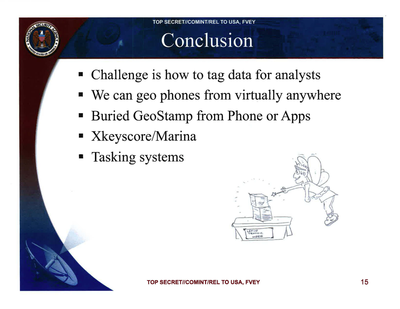 TOP SECRET//COMINT/REL TO USA, FVEY
Conclusion
▪ Challenge is how to tag data for analysts
▪ We can geo phones from virtually anywhere
▪ Buried GeoStamp from Phone or Apps
▪ Xkeyscore/Marina
▪ Tasking systems
TOP SECRET//COMINT/REL TO USA, FVEY
15